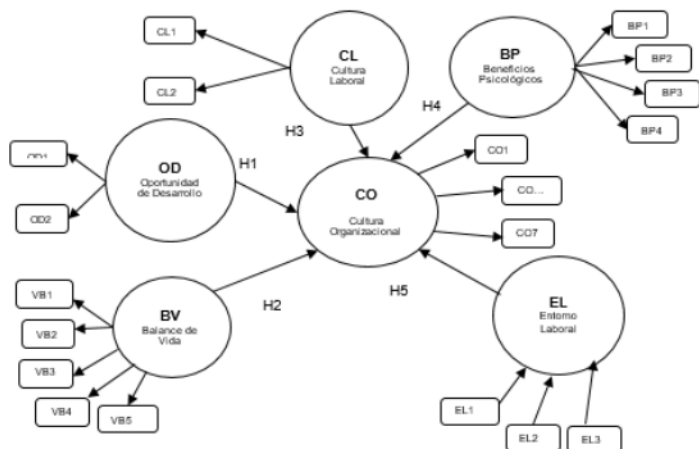 CL1
CL2
CL
Cultura
Laboral
BP
Beneficios
Psicológicos
BP1
BP2
BP3
BP4
H3
H4
OD1
OD2
OD
Oportunidad
de Desarrollo
H1
CO
Cultura
Organizacional
CO1
CO...
CO7
VB1
VB2
VB3
VB4
VB5
BV
Balance de
Vida
H2
H5
EL
Entorno
Laboral
EL1
EL2
EL3